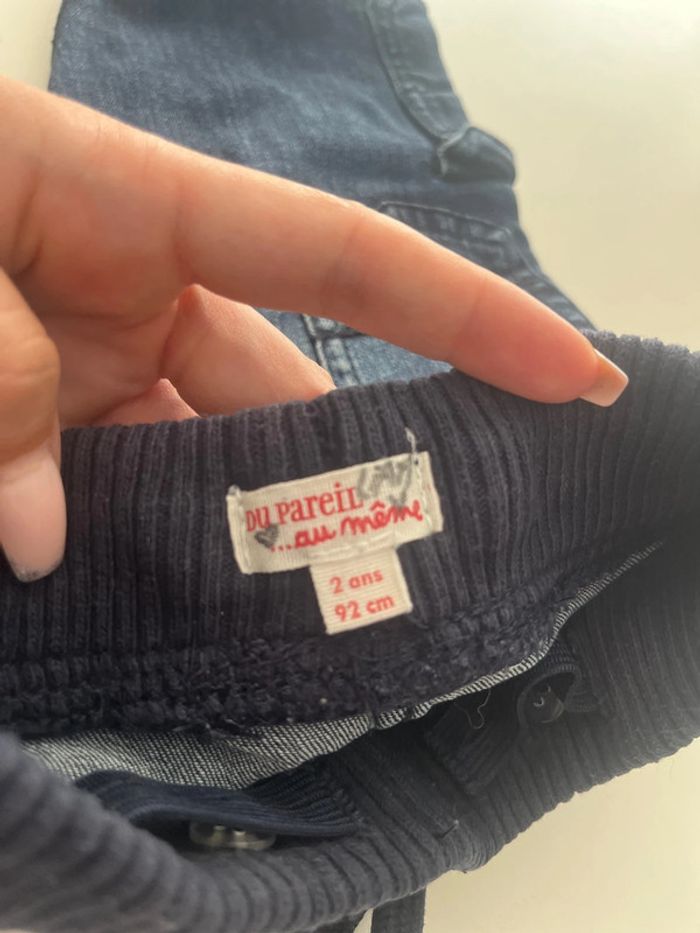 DU PareiL
...au même
2 ans
92 cm